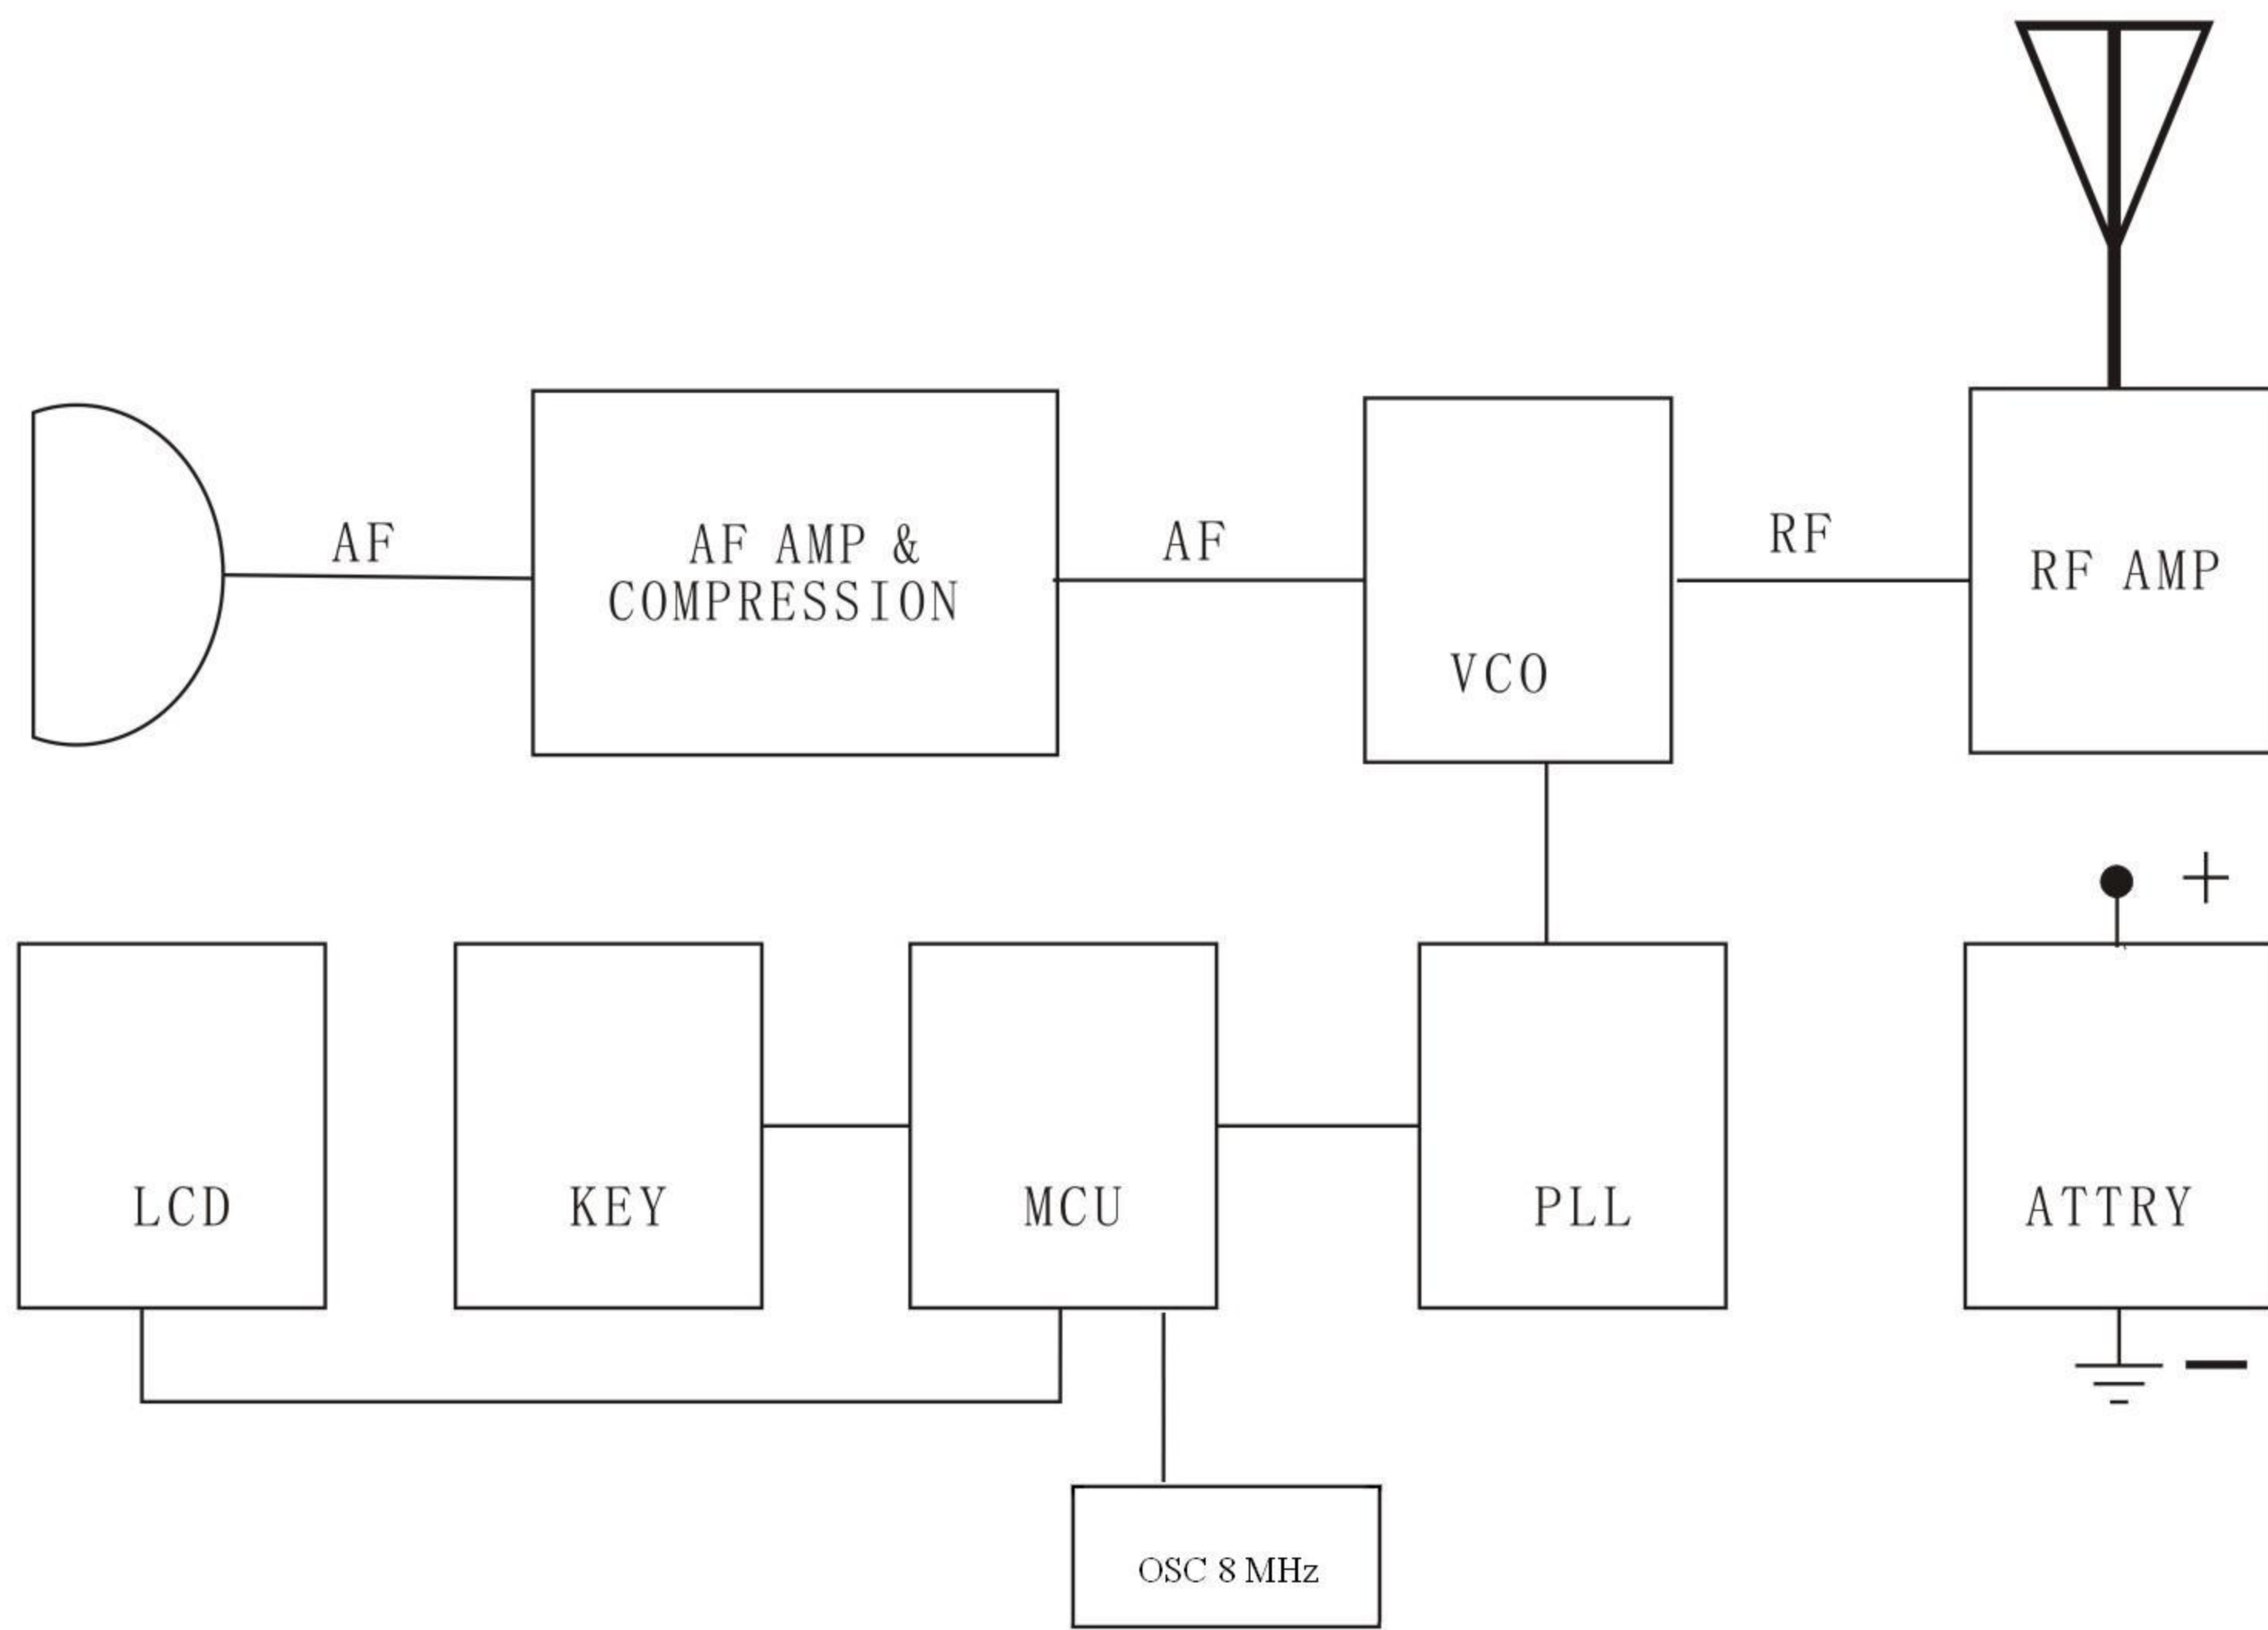 AF
AF AMP &
COMPRESSION
AF
VCO
RF
RF AMP
+
LCD
KEY
MCU
PLL
ATTRY
—
OSC 8 MHz